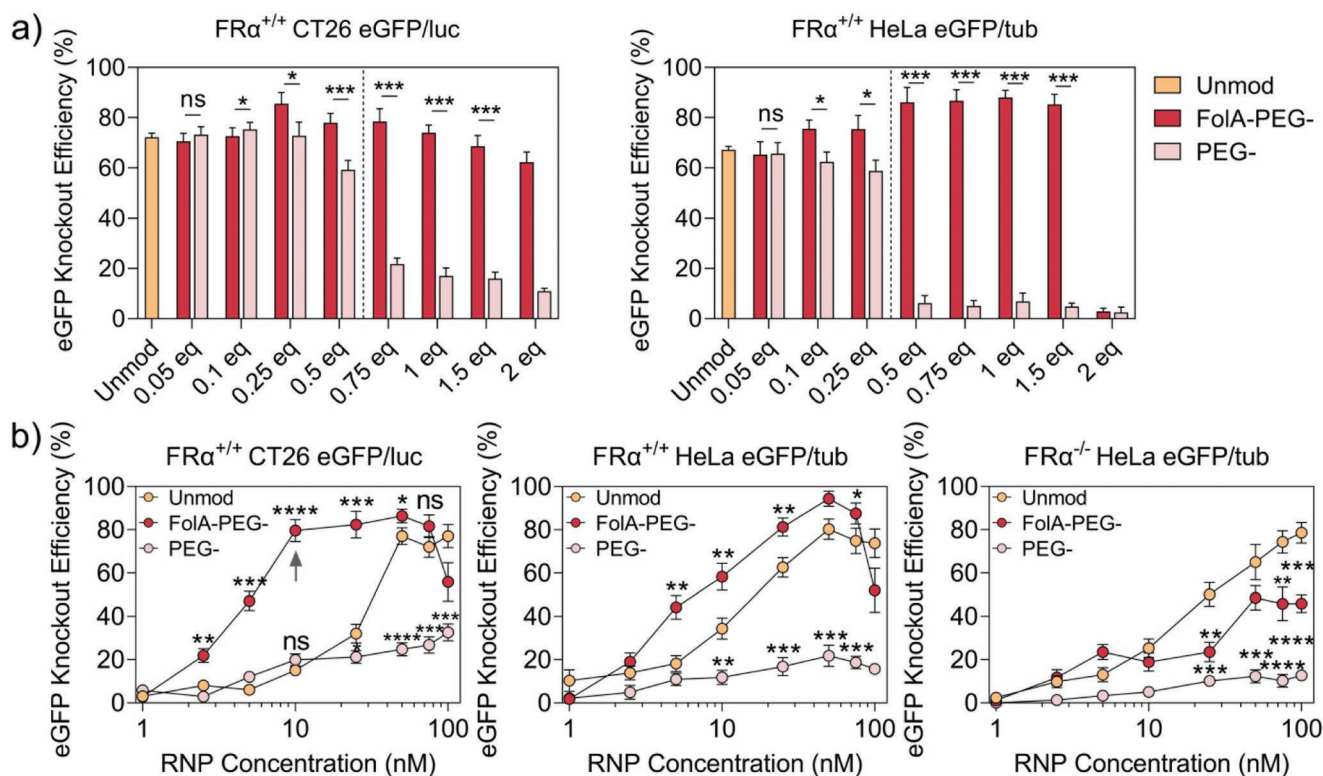 a)
FRα+/+ CT26 eGFP/luc
eGFP Knockout Efficiency (%)
100
80
60
40
20
0
ns
*
*
***
***
***
***
Unmod
0.05 eq
0.1 eq
0.25 eq
0.5 eq
0.75 eq
1 eq
1.5 eq
2 eq
FRα+/+ HeLa eGFP/tub
eGFP Knockout Efficiency (%)
100
80
60
40
20
0
ns
*
*
***
***
***
***
Unmod
0.05 eq
0.1 eq
0.25 eq
0.5 eq
0.75 eq
1 eq
1.5 eq
2 eq
Unmod
FolA-PEG-
PEG-
b)
FRα+/+ CT26 eGFP/luc
eGFP Knockout Efficiency (%)
100
80
60
40
20
0
Unmod
FolA-PEG-
PEG-
**
***
****
***
*
ns
ns
*
****
***
***
1
10
100
RNP Concentration (nM)
FRα+/+ HeLa eGFP/tub
eGFP Knockout Efficiency (%)
100
80
60
40
20
0
Unmod
FolA-PEG-
PEG-
**
**
**
*
**
***
***
***
1
10
100
RNP Concentration (nM)
FRα-/- HeLa eGFP/tub
eGFP Knockout Efficiency (%)
100
80
60
40
20
0
Unmod
FolA-PEG-
PEG-
**
**
***
***
***
****
****
1
10
100
RNP Concentration (nM)